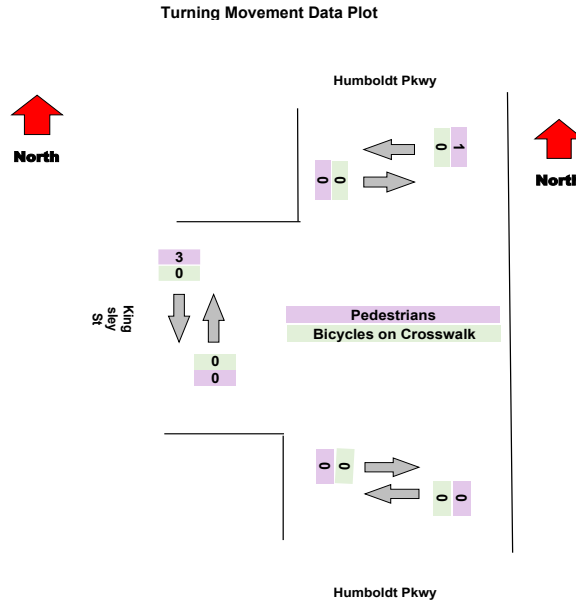 Turning Movement Data Plot
Humboldt Pkwy
North
North
0 1
0 0
3
0
King
sley
St
Pedestrians
Bicycles on Crosswalk
0
0
0 0
0 0
Humboldt Pkwy